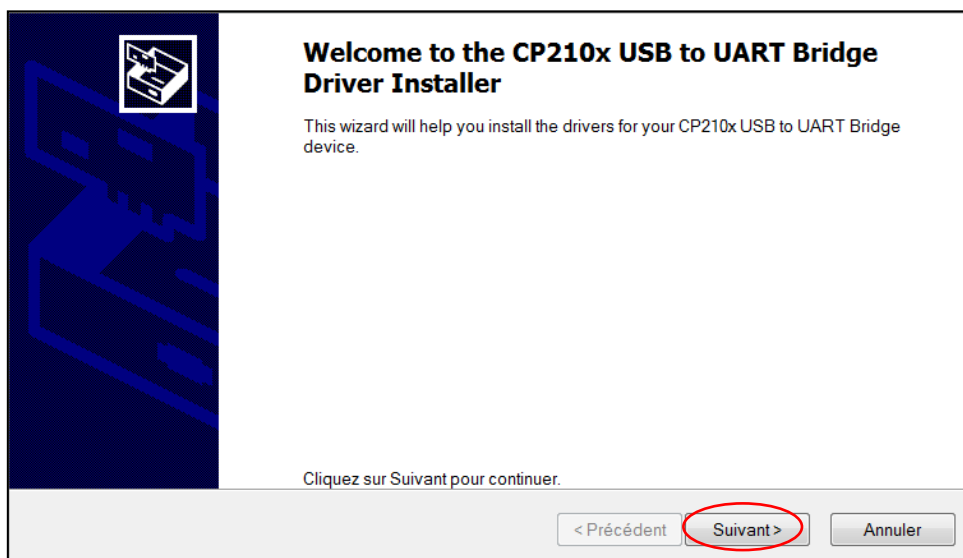 Welcome to the CP210x USB to UART Bridge
Driver Installer
This wizard will help you install the drivers for your CP210x USB to UART Bridge
device.
Cliquez sur Suivant pour continuer.
< Précédent
Suivant >
Annuler